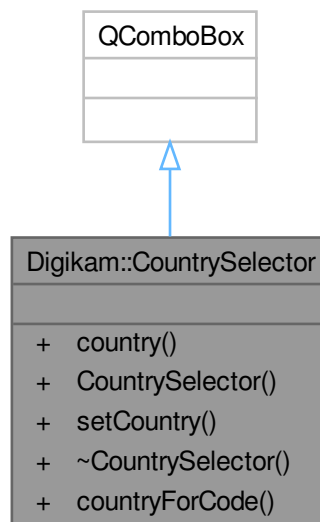 QComboBox
Digikam::CountrySelector
+ country()
+ CountrySelector()
+ setCountry()
+ ~CountrySelector()
+ countryForCode()